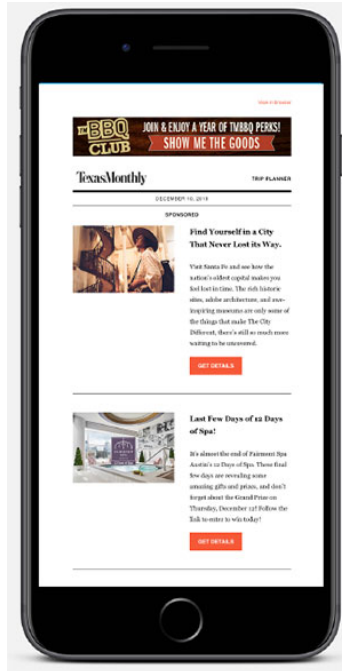 TM BBQ CLUB
JOIN & ENJOY A YEAR OF TMBBQ PERKS!
SHOW ME THE GOODS
TexasMonthly
TRIP PLANNER
SPONSORED
Find Yourself in a City
That Never Lost its Way.
Visit Santa Fe and see how the
nation's oldest capital makes you
feel lost in time. The rich historic
sites, adobe architecture, and awe-
inspiring museums are only some of
the things that make The City
Different, there's still so much more
waiting to be uncovered.
GET DETAILS
Last Few Days of 12 Days
of Spa!
It's almost the end of Fairmont Spa
Austin's 12 Days of Spa. These final
few days are revealing some
amazing gifts and prizes, and don't
forget about the Grand Prize on
Thursday, December 12! Follow the
link to enter to win today!
GET DETAILS